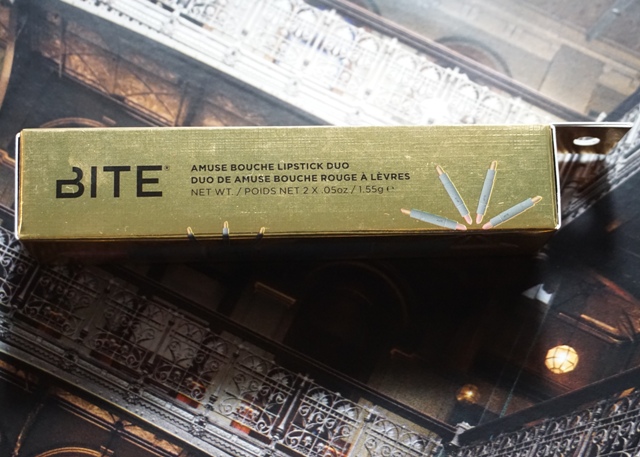 BITE®
AMUSE BOUCHE LIPSTICK DUO
DUO DE AMUSE BOUCHE ROUGE À LÈVRES
NET WT. / POIDS NET 2 X .05oz / 1.55g ℮